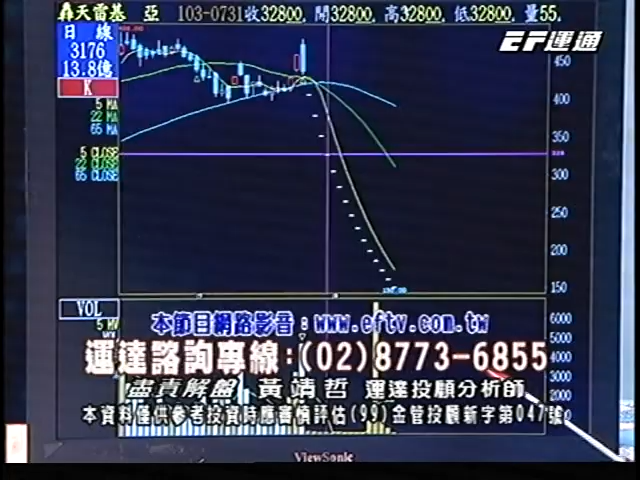 基 亞 103-0731收32800, 開32800, 高32800, 低32800, 量55,
日 線
3176
13.8億
K
EF運通
5 MA
22 MA
65 MA
5 CLOSE
22 CLOSE
65 CLOSE
450
400
350
300
250
200
150
VOL
5 MV
6000
5000
4000
3000
2000
本節目網路影音：www.eftv.com.tw
運達諮詢專線:(02)8773-6855
盡真解盤 黃靖哲 運達投顧分析師
本資料僅供參考投資時應審慎評估(99)金管投顧新字第047號
ViewSonic